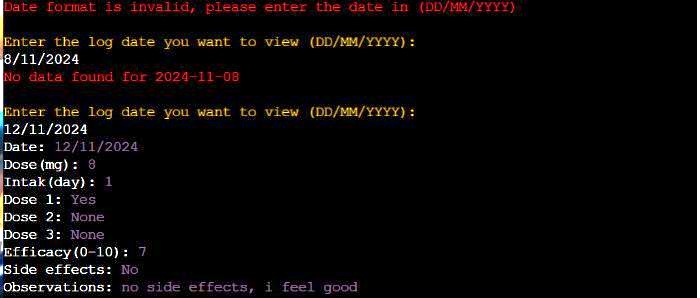 Date format is invalid, please enter the date in (DD/MM/YYYY)
Enter the log date you want to view (DD/MM/YYYY):
8/11/2024
No data found for 2024-11-08
Enter the log date you want to view (DD/MM/YYYY):
12/11/2024
Date: 12/11/2024
Dose(mg): 8
Intak(day): 1
Dose 1: Yes
Dose 2: None
Dose 3: None
Efficacy(0-10): 7
Side effects: No
Observations: no side effects, i feel good